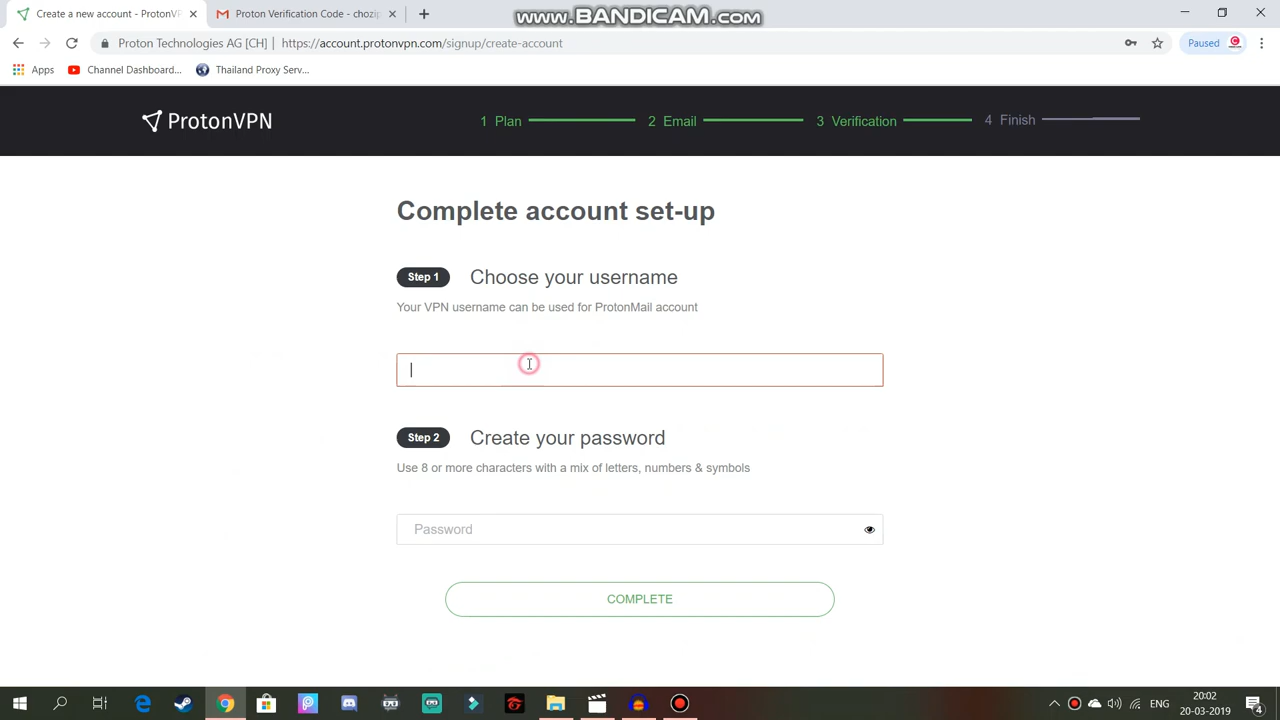 www.BANDICAM.com
Create a new account - ProtonVP
Proton Verification Code - chozip
Proton Technologies AG [CH] | https://account.protonvpn.com/signup/create-account
Paused
Apps
Channel Dashboard...
Thailand Proxy Serv...
ProtonVPN
1 Plan
2 Email
3 Verification
4 Finish
Complete account set-up
Step 1
Choose your username
Your VPN username can be used for ProtonMail account
Step 2
Create your password
Use 8 or more characters with a mix of letters, numbers & symbols
Password
COMPLETE
ENG
20:02
20-03-2019
4